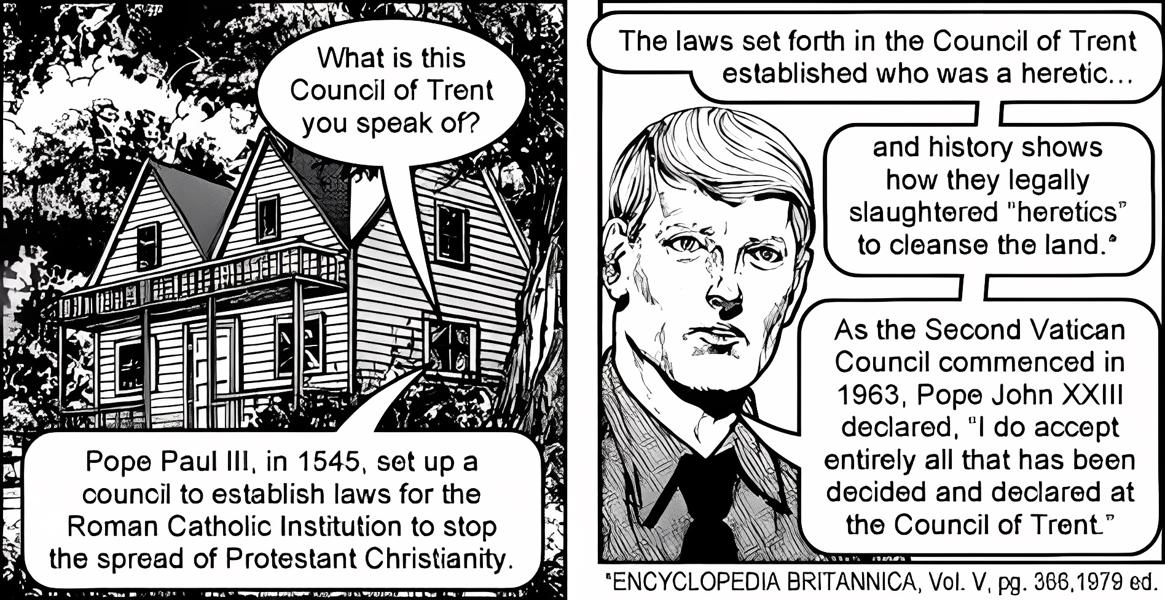 What is this
Council of Trent
you speak of?
Pope Paul III, in 1545, set up a
council to establish laws for the
Roman Catholic Institution to stop
the spread of Protestant Christianity.
The laws set forth in the Council of Trent
established who was a heretic...
and history shows
how they legally
slaughtered "heretics"
to cleanse the land.*
As the Second Vatican
Council commenced in
1963, Pope John XXIII
declared, "I do accept
entirely all that has been
decided and declared at
the Council of Trent."
*ENCYCLOPEDIA BRITANNICA, Vol. V, pg. 366,1979 ed.